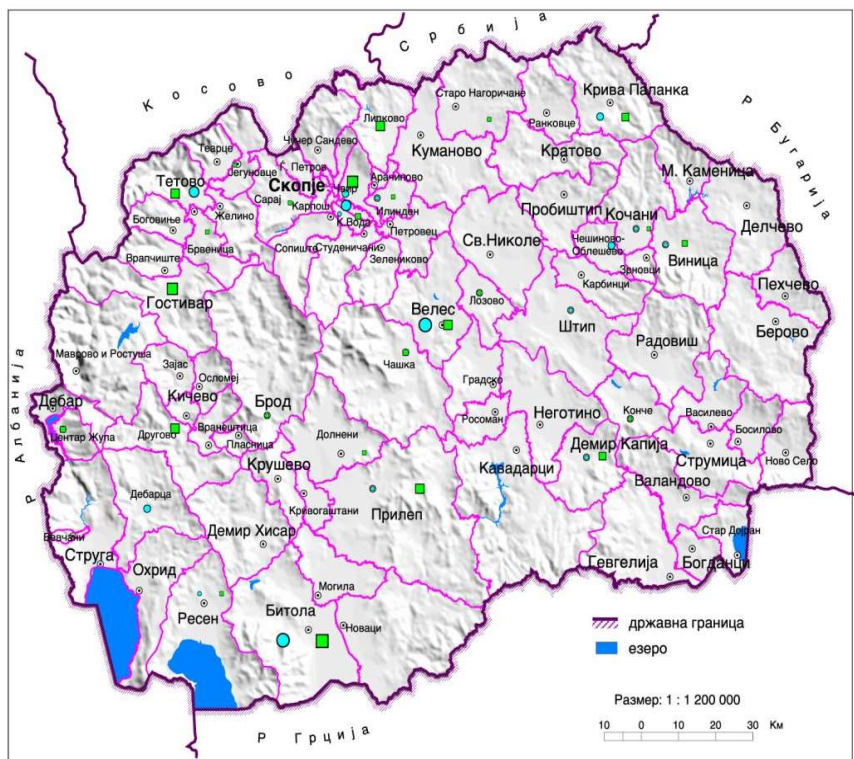 С р б и ј а
К о с о в о
Р Б у г а р и ј а
Старо Нагоричане
Крива Паланка
Липково
Ранковце
Куманово
Чучер Сандево
Теарце
Јегуновце
Г. Петров
Кратово
Арачиново
М. Каменица
Тетово
Скопје
Чаир
Сарај
Карпош
Илинден
Пробиштип
Желино
К.Вода
Кочани
Делчево
Боговиње
Петровец
Брвеница
Сопиште
Студеничани
Св.Николе
Чешиново-
Облешево
Виница
Зелениково
Зрновци
Врапчиште
Карбинци
Пехчево
Гостивар
Лозово
Велес
Штип
Берово
Радовиш
Маврово и Ростуша
Чашка
Зајас
Осломеј
Градско
Р Албанија
Дебар
Кичево
Брод
Росоман
Неготино
Конче
Василево
Босилово
Центар Жупа
Другово
Вранештица
Пласница
Долнени
Демир Капија
Струмица
Ново Село
Крушево
Кавадарци
Валандово
Дебарца
Кривогаштани
Прилеп
Вевчани
Демир Хисар
Стар Дојран
Струга
Гевгелија
Богданци
Охрид
Могила
Ресен
Битола
Новаци
државна граница
езеро
Размер: 1 : 1 200 000
10 0 10 20 30 Км
Р Грција